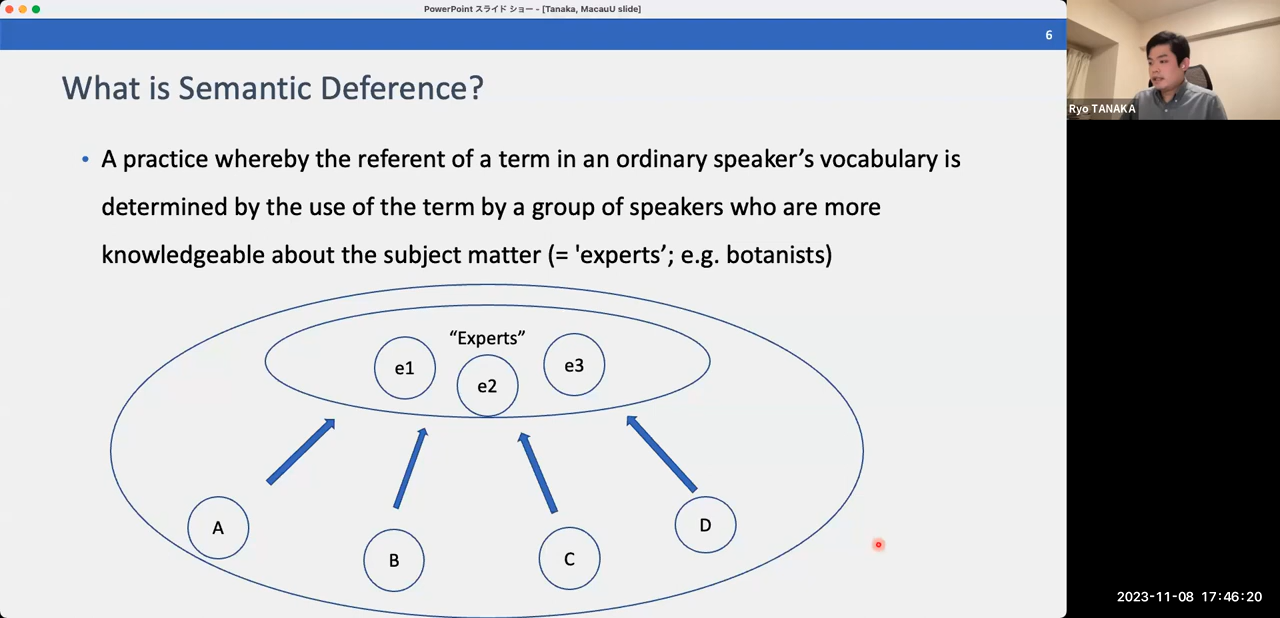 PowerPoint スライド ショー - [Tanaka, MacauU slide]
6
What is Semantic Deference?
• A practice whereby the referent of a term in an ordinary speaker’s vocabulary is
determined by the use of the term by a group of speakers who are more
knowledgeable about the subject matter (= 'experts’; e.g. botanists)
“Experts”
e1
e2
e3
A
B
C
D
Ryo TANAKA
2023-11-08 17:46:20